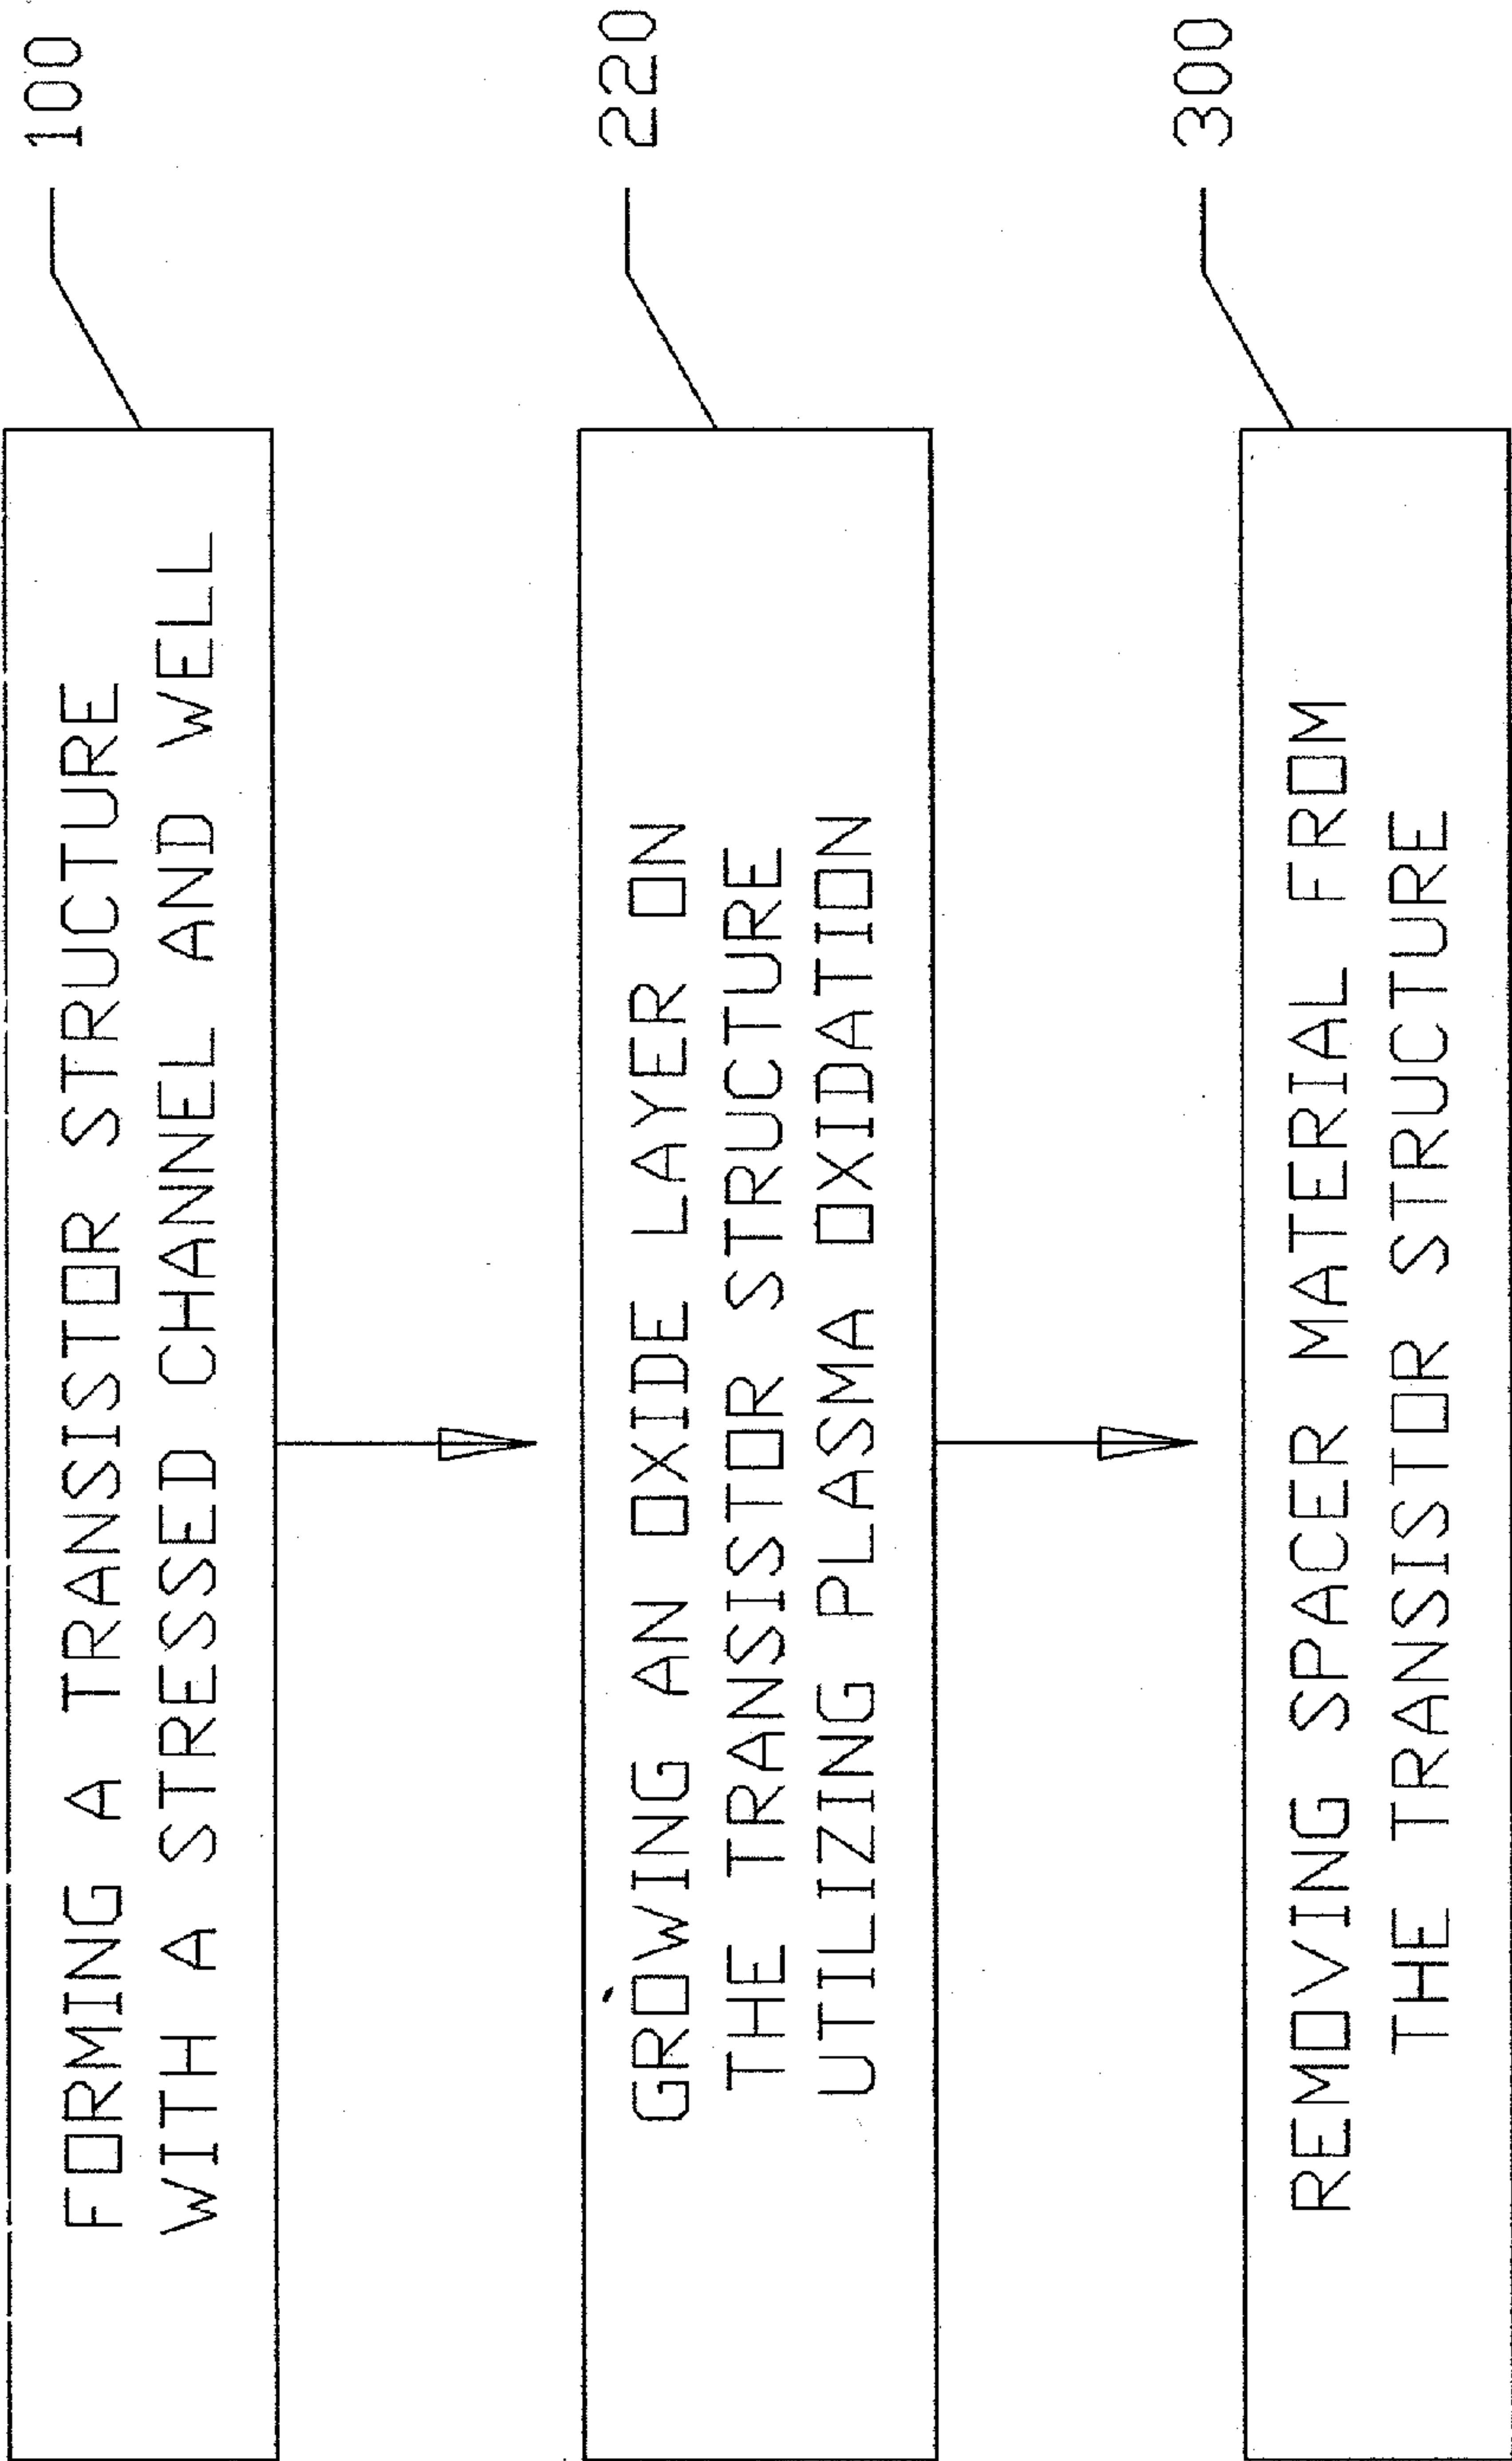 FORMING A TRANSISTOR STRUCTURE
WITH A STRESSED CHANNEL AND WELL
100
GROWING AN OXIDE LAYER ON
THE TRANSISTOR STRUCTURE
UTILIZING PLASMA OXIDATION
220
REMOVING SPACER MATERIAL FROM
THE TRANSISTOR STRUCTURE
300